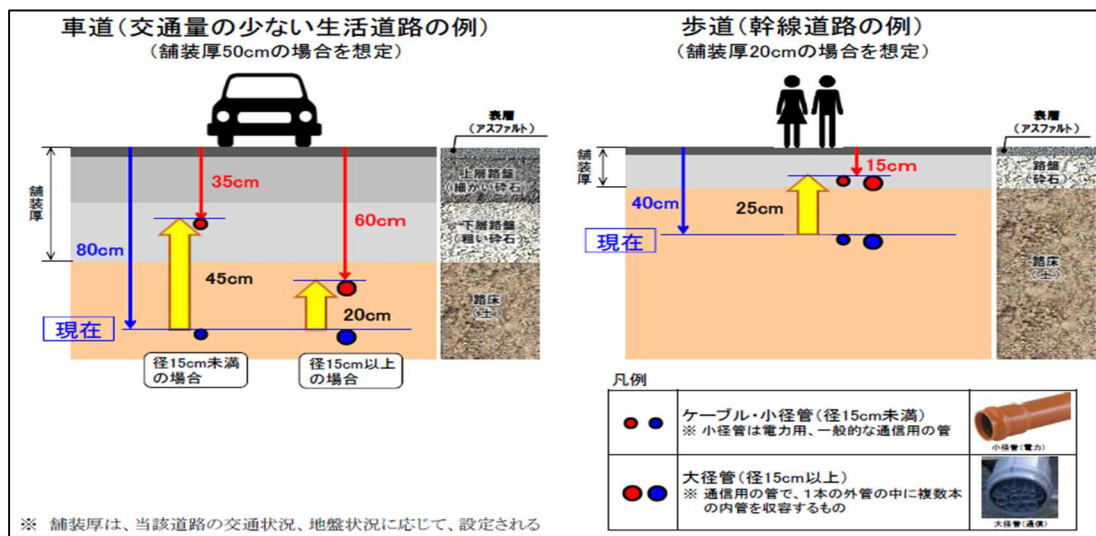 車道(交通量の少ない生活道路の例)
(舗装厚50cmの場合を想定)
表層
(アスファルト)
上層路盤
(細かい砕石)
下層路盤
(粗い砕石)
路床
(土)
舗装厚
35cm
60cm
80cm
45cm
20cm
現在
径15cm未満
の場合
径15cm以上
の場合
※ 舗装厚は、当該道路の交通状況、地盤状況に応じて、設定される
歩道(幹線道路の例)
(舗装厚20cmの場合を想定)
表層
(アスファルト)
路盤
(砕石)
路床
(土)
舗装厚
15cm
40cm
25cm
現在
凡例
ケーブル・小径管(径15cm未満)
※ 小径管は電力用、一般的な通信用の管
小径管(電力)
大径管(径15cm以上)
※ 通信用の管で、1本の外管の中に複数本
の内管を収容するもの
大径管(通信)